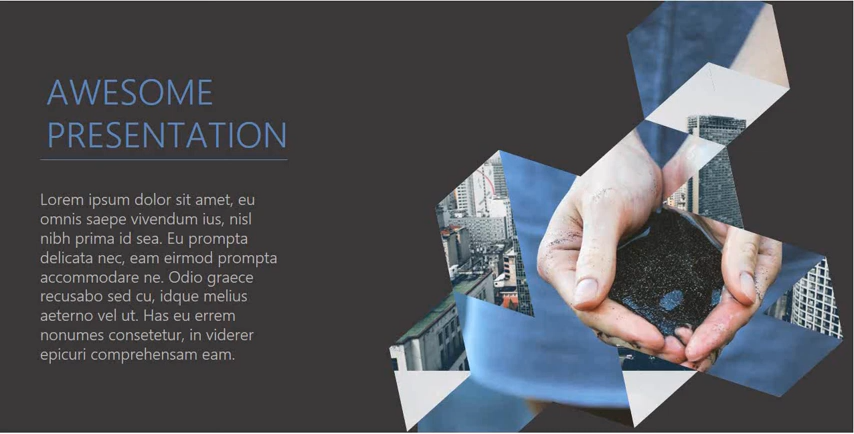 AWESOME
PRESENTATION
Lorem ipsum dolor sit amet, eu
omnis saepe vivendum ius, nisl
nibh prima id sea. Eu prompta
delicata nec, eam eirmod prompta
accommodare ne. Odio graece
recusabo sed cu, idque melius
aeterno vel ut. Has eu errem
nonumes consetetur, in viderer
epicuri comprehensam eam.